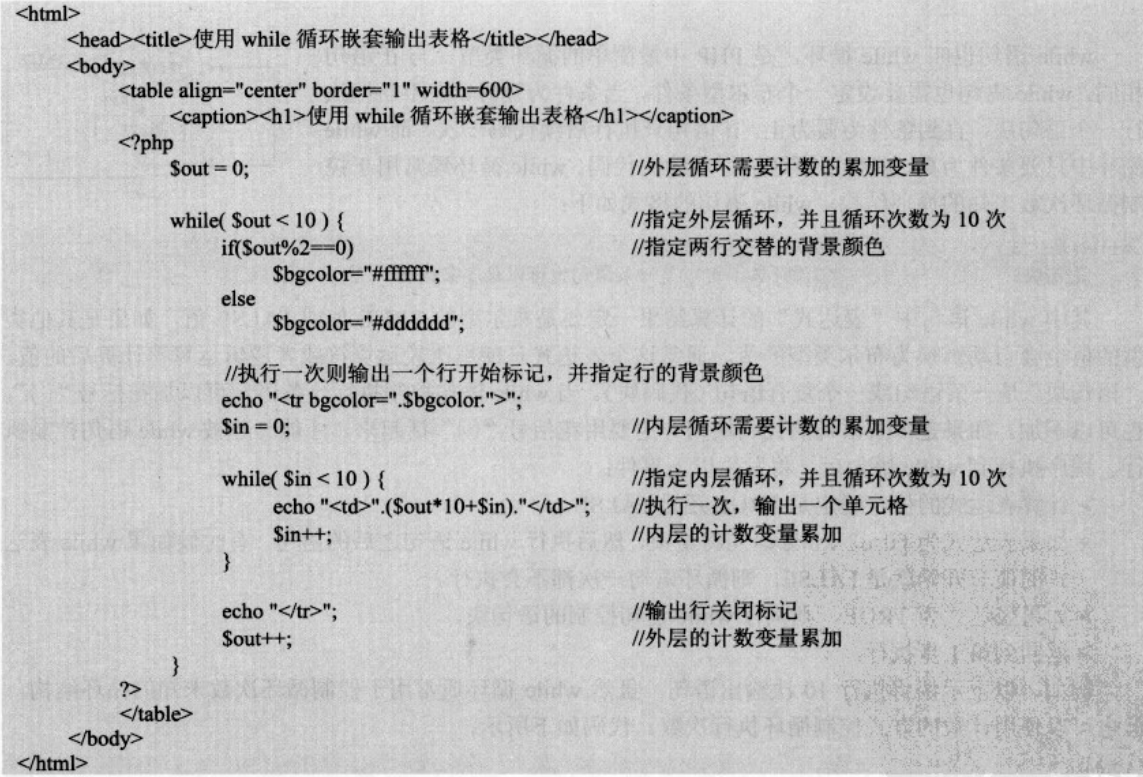 <html>
<head><title>使用 while 循环嵌套输出表格</title></head>
<body>
<table align="center" border="1" width=600>
<caption><h1>使用 while 循环嵌套输出表格</h1></caption>
<?php
$out = 0; //外层循环需要计数的累加变量
while( $out < 10 ) { //指定外层循环，并且循环次数为 10 次
if($out%2==0) //指定两行交替的背景颜色
$bgcolor="#ffffff";
else
$bgcolor="#dddddd";
//执行一次则输出一个行开始标记，并指定行的背景颜色
echo "<tr bgcolor=".$bgcolor.">";
$in = 0; //内层循环需要计数的累加变量
while( $in < 10 ) { //指定内层循环，并且循环次数为 10 次
echo "<td>".($out*10+$in)."</td>"; //执行一次，输出一个单元格
$in++; //内层的计数变量累加
}
echo "</tr>"; //输出行关闭标记
$out++; //外层的计数变量累加
}
?>
</table>
</body>
</html>